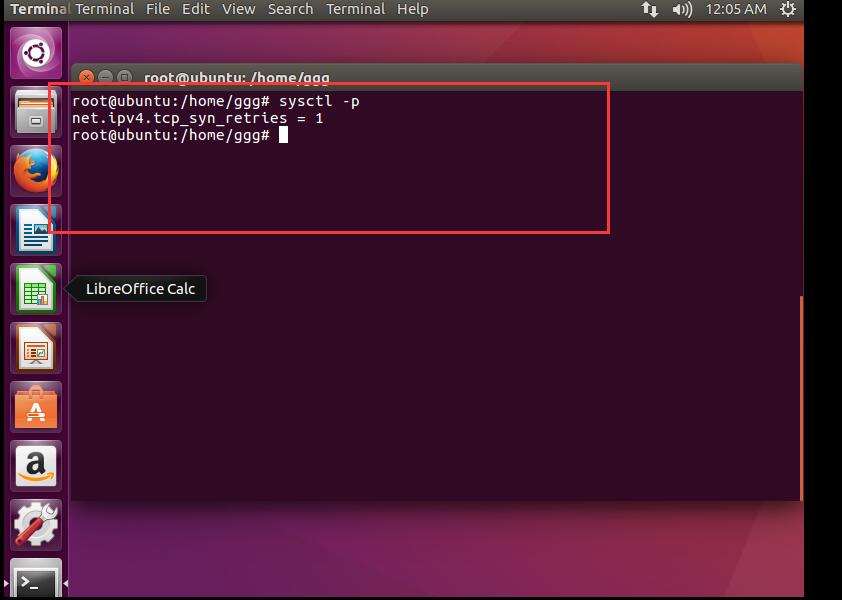 Terminal Terminal File Edit View Search Terminal Help 12:05 AM
root@ubuntu: /home/ggg
root@ubuntu:/home/ggg# sysctl -p
net.ipv4.tcp_syn_retries = 1
root@ubuntu:/home/ggg#
LibreOffice Calc
A
a
>_